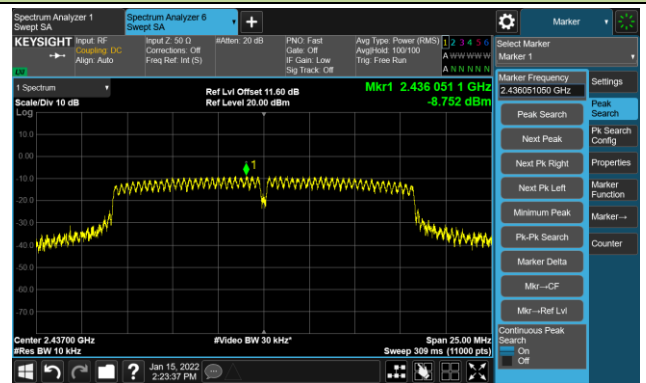 Spectrum Analyzer 1
Swept SA
Spectrum Analyzer 6
Swept SA
Marker
KEYSIGHT
Input: RF
Coupling: DC
Align: Auto
Input Z: 50 Ω
Corrections: Off
Freq Ref: Int (S)
#Atten: 20 dB
PNO: Fast
Gate: Off
IF Gain: Low
Sig Track: Off
Avg Type: Power (RMS)
Avg|Hold: 100/100
Trig: Free Run
1 2 3 4 5 6
A W W W W W
A N N N N N
Select Marker
Marker 1
LW
1 Spectrum
Scale/Div 10 dB
Log
Ref Lvl Offset 11.60 dB
Ref Level 20.00 dBm
Mkr1 2.436 051 1 GHz
-8.752 dBm
10.0
0.00
-10.0
-20.0
-30.0
-40.0
-50.0
-60.0
-70.0
1
Center 2.43700 GHz
#Res BW 10 kHz
#Video BW 30 kHz*
Span 25.00 MHz
Sweep 309 ms (11000 pts)
Marker Frequency
2.436051050 GHz
Peak Search
Next Peak
Next Pk Right
Next Pk Left
Minimum Peak
Pk-Pk Search
Marker Delta
Mkr→CF
Mkr→Ref Lvl
Continuous Peak
Search
On
Off
Settings
Peak
Search
Pk Search
Config
Properties
Marker
Function
Marker→
Counter
Jan 15, 2022
2:23:37 PM